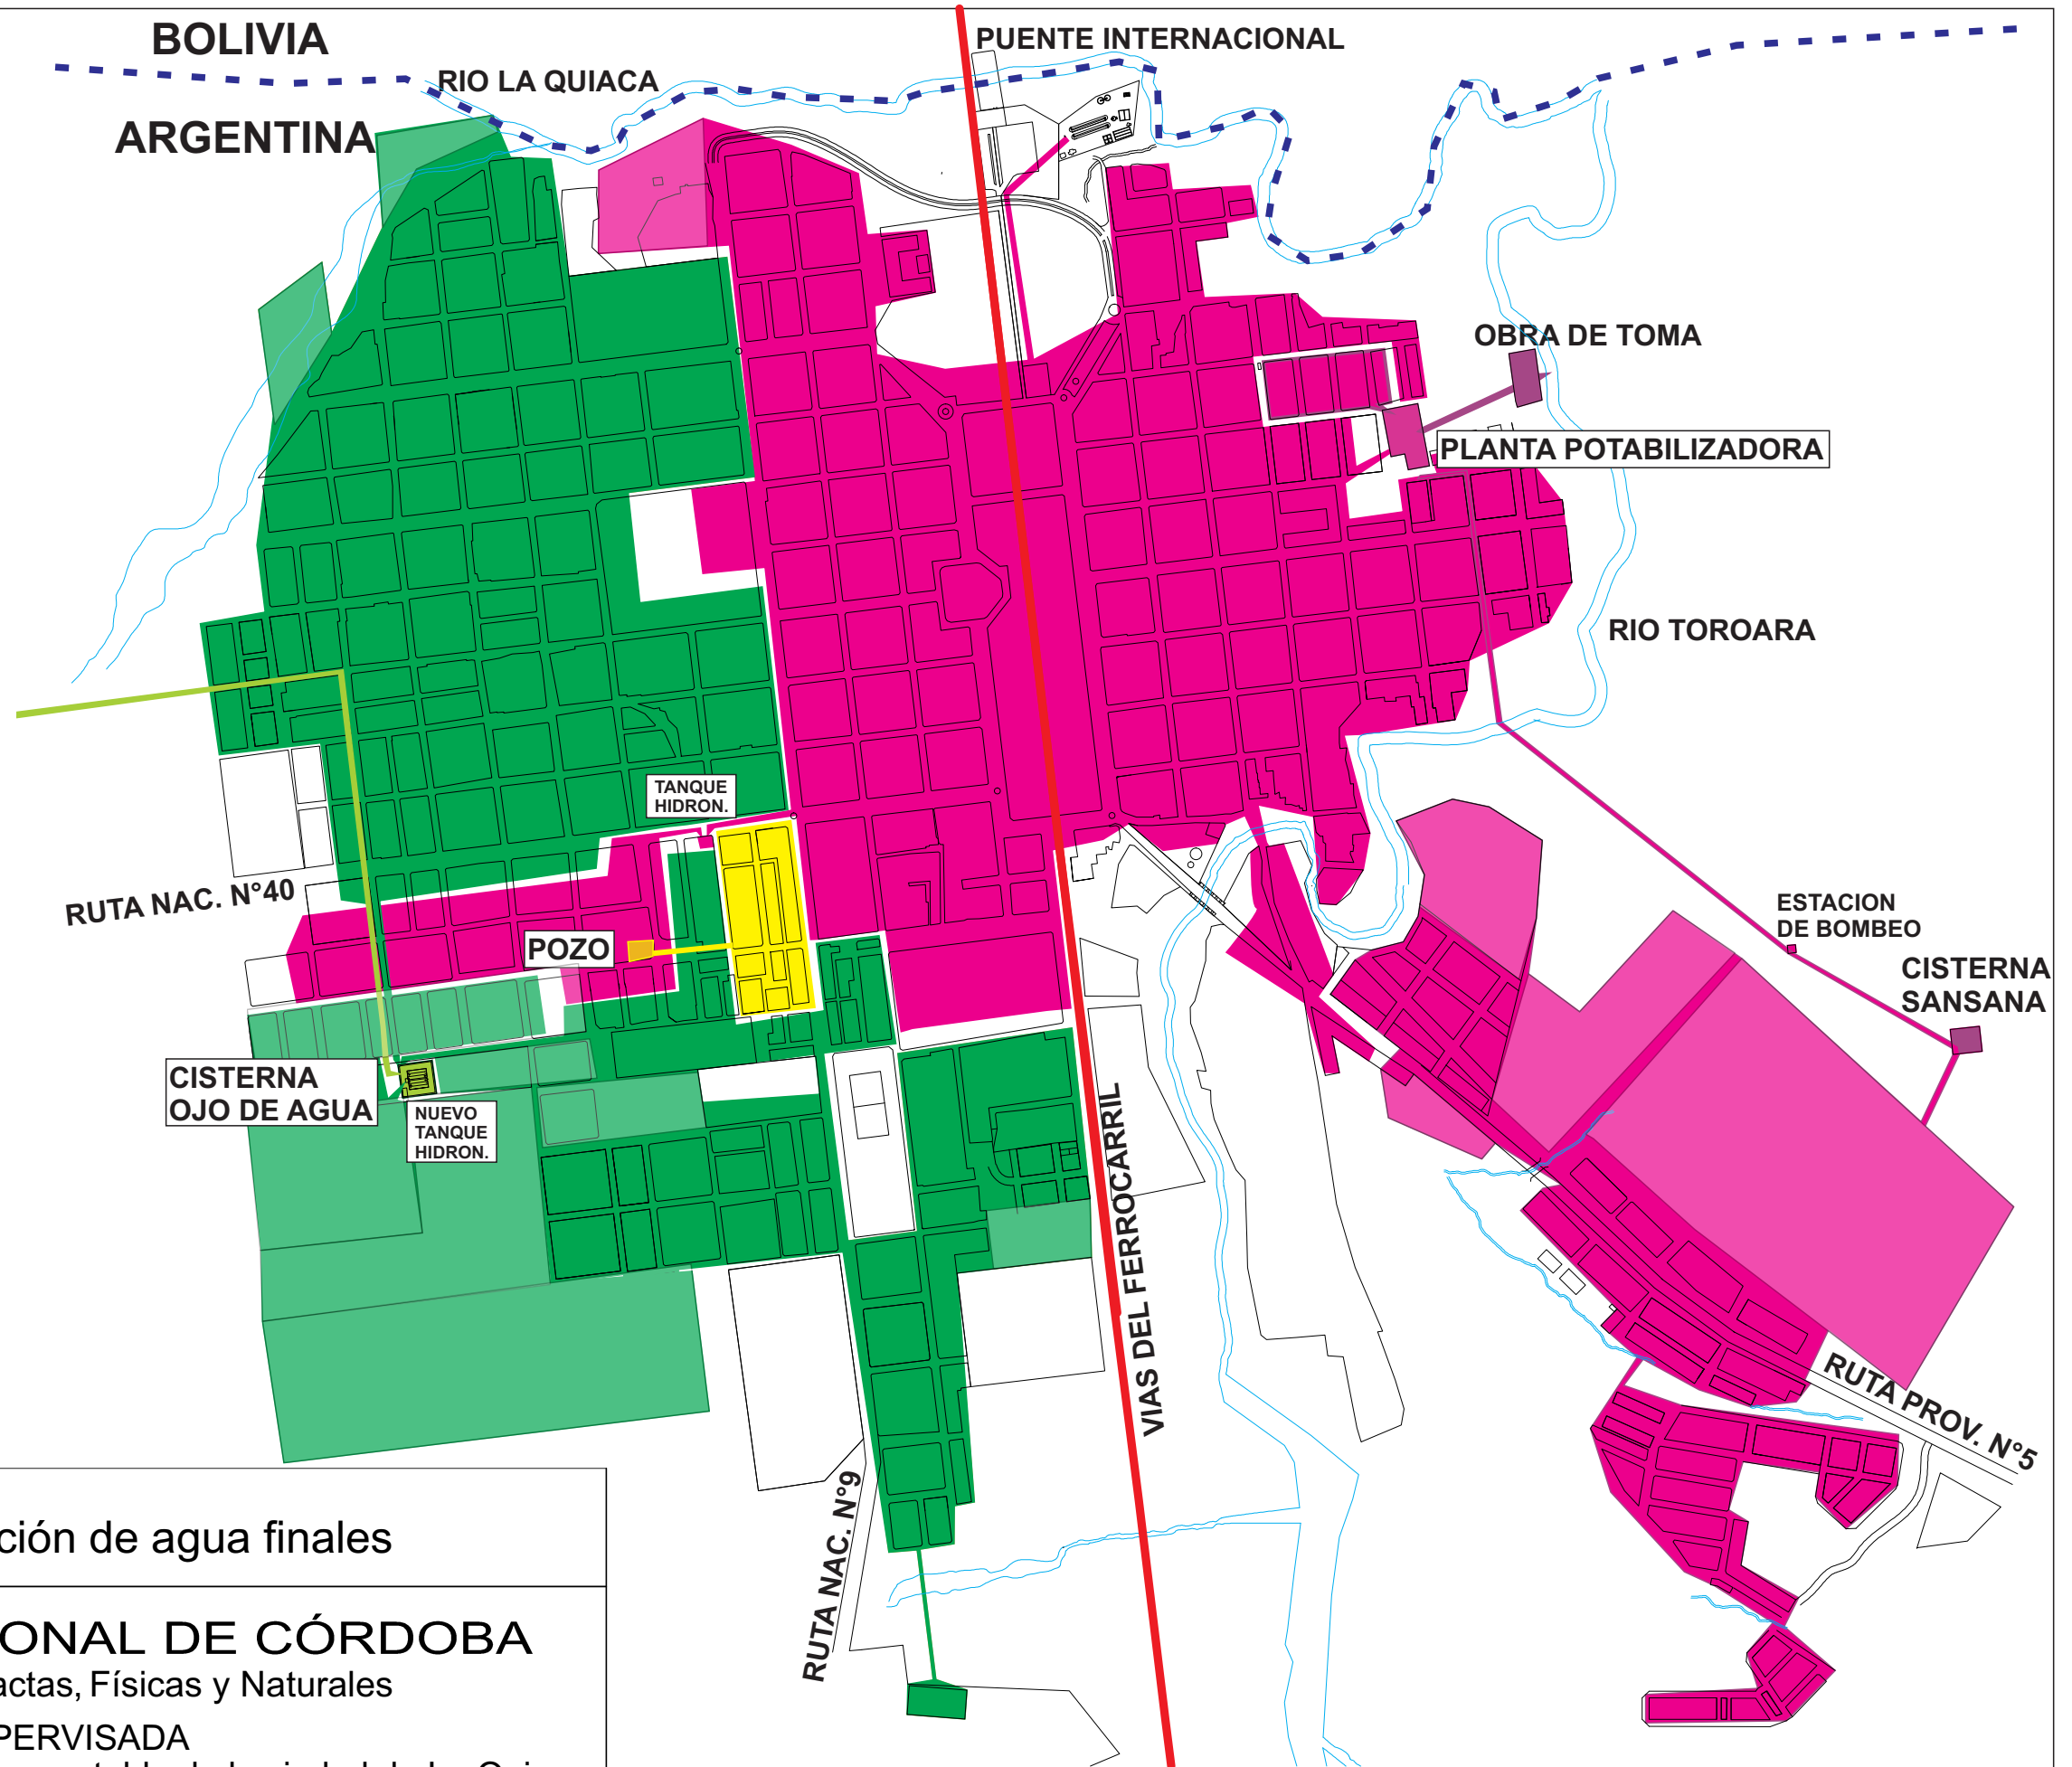 BOLIVIA
PUENTE INTERNACIONAL
RIO LA QUIACA
ARGENTINA
OBRA DE TOMA
PLANTA POTABILIZADORA
RIO TOROARA
TANQUE
HIDRON.
RUTA NAC. N°40
POZO
ESTACION
DE BOMBEO
CISTERNA
SANSANA
CISTERNA
OJO DE AGUA
NUEVO
TANQUE
HIDRON.
VIAS DEL FERROCARRIL
RUTA PROV. N°5
RUTA NAC. N°9
ción de agua finales
ONAL DE CÓRDOBA
actas, Físicas y Naturales
PERVISADA